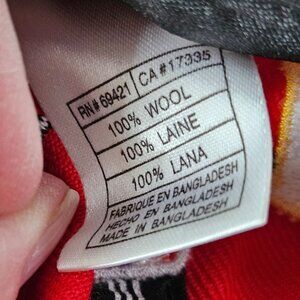 RN# 69421 CA# 17335
100% WOOL
100% LAINE
100% LANA
FABRIQUE EN BANGLADESH
HECHO EN BANGLADESH
MADE IN BANGLADESH